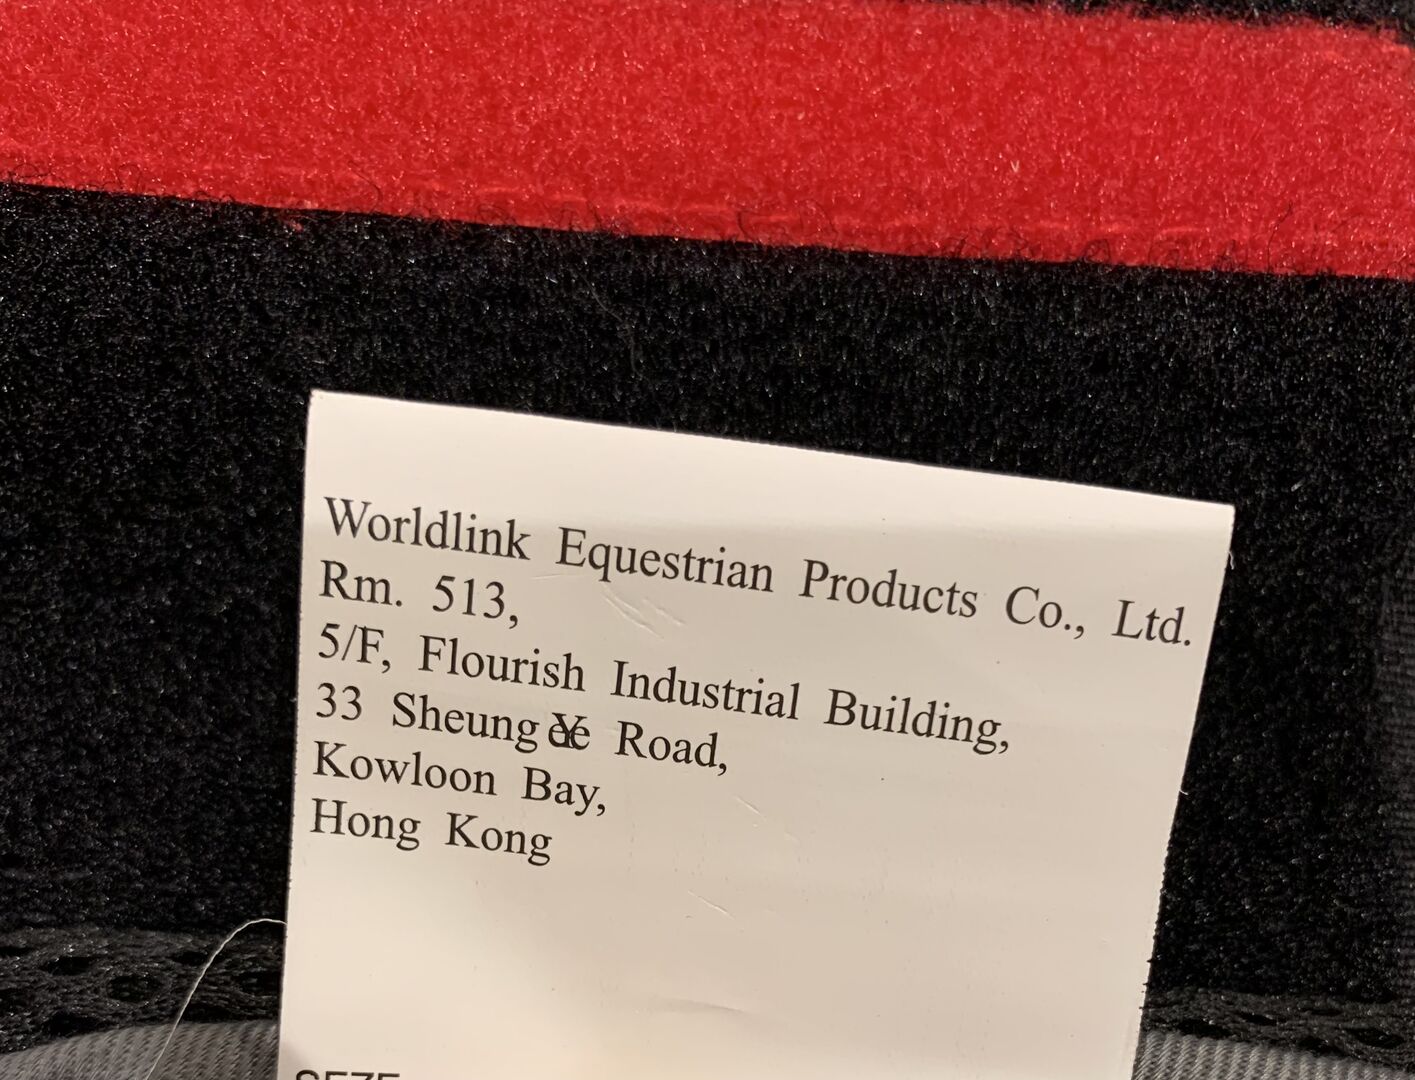 Worldlink Equestrian Products Co., Ltd.
Rm. 513,
5/F, Flourish Industrial Building,
33 Sheung Road,
Kowloon Bay,
Hong Kong